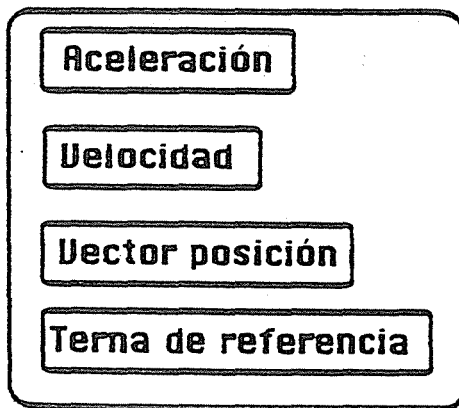 Aceleración
Velocidad
Vector posición
Terna de referencia